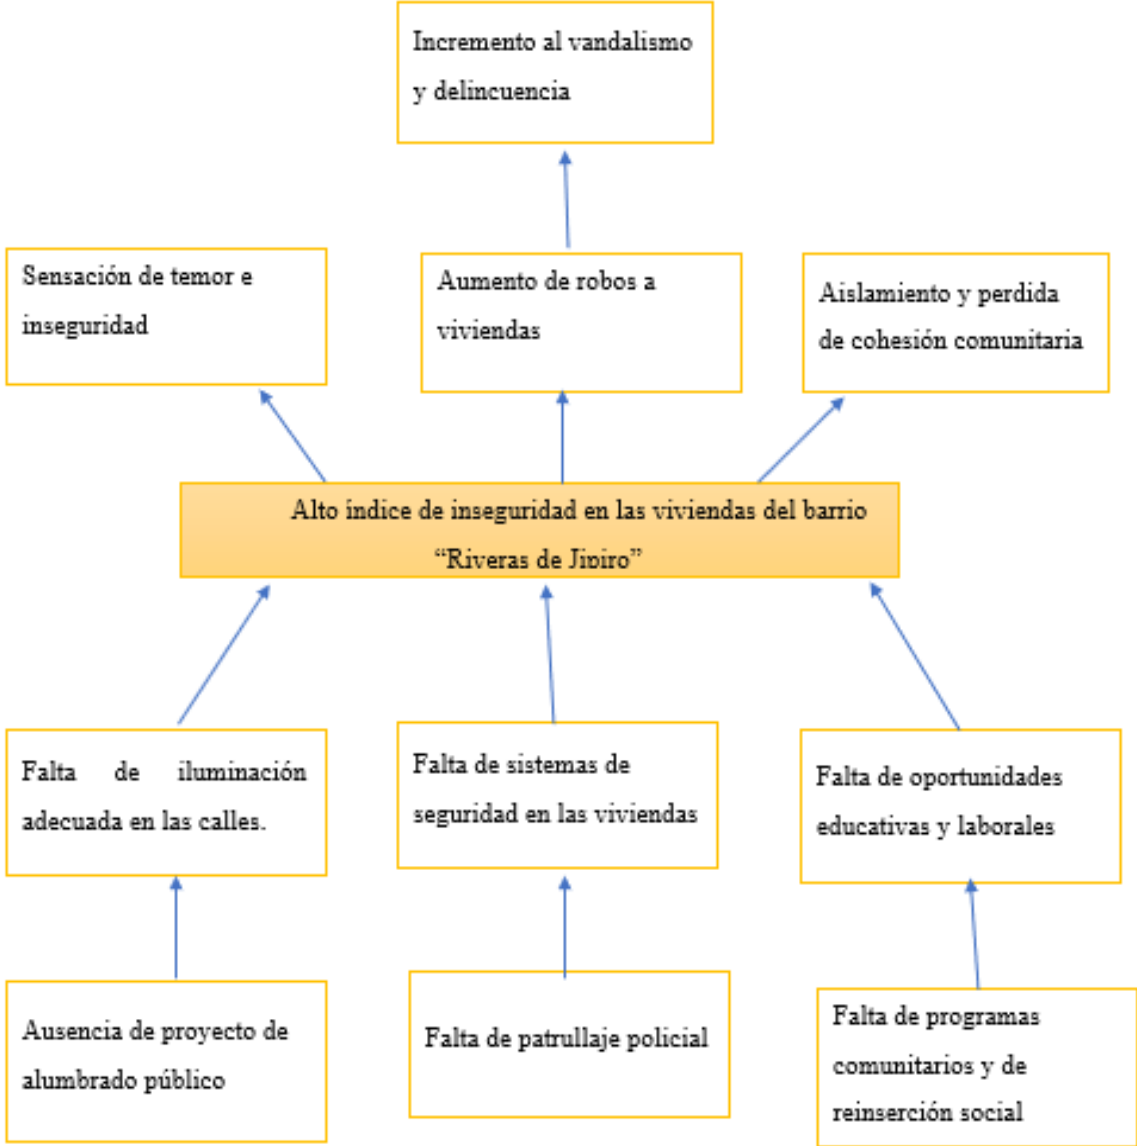 Incremento al vandalismo
y delincuencia
Sensación de temor e
inseguridad
Aumento de robos a
viviendas
Aislamiento y perdida
de cohesión comunitaria
Alto índice de inseguridad en las viviendas del barrio
“Riveras de Jipiro”
Falta de iluminación
adecuada en las calles.
Falta de sistemas de
seguridad en las viviendas
Falta de oportunidades
educativas y laborales
Ausencia de proyecto de
alumbrado público
Falta de patrullaje policial
Falta de programas
comunitarios y de
reinserción social